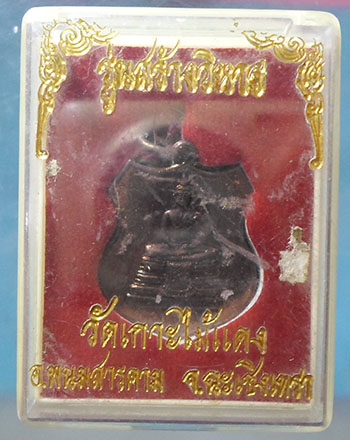 รุ่นสร้างวิหาร
วัดเกาะไม้แดง
อ.พนมสารคาม จ.ฉะเชิงเทรา